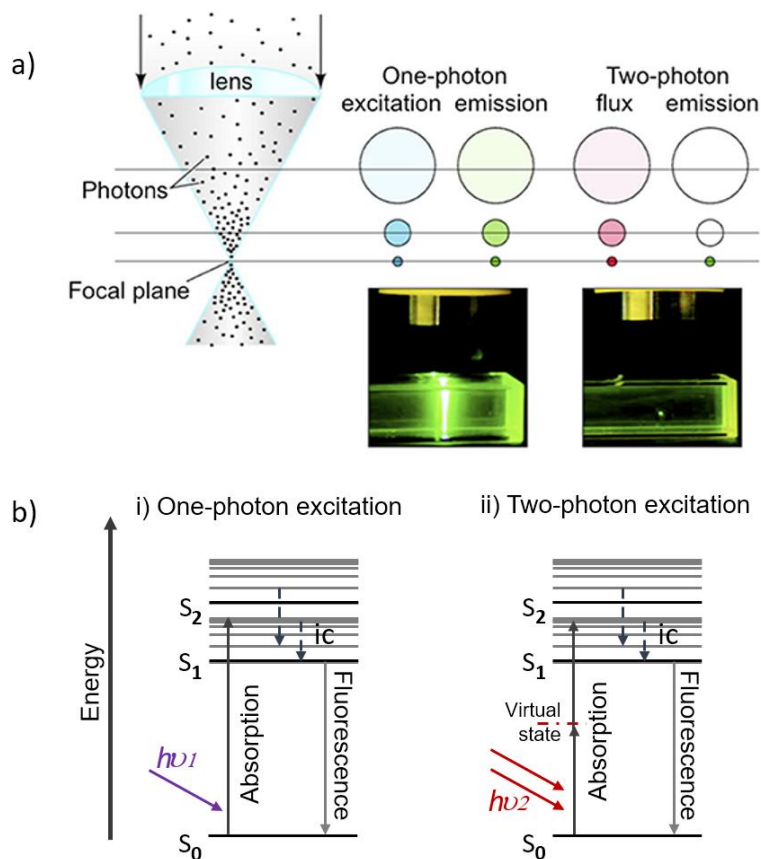 a)
lens
Photons
Focal plane
One-photon
excitation emission
Two-photon
flux emission
b)
Energy
i) One-photon excitation
S2
ic
S1
Absorption
Fluorescence
hυ1
S0
ii) Two-photon excitation
S2
ic
S1
Virtual
state
Absorption
Fluorescence
hυ2
S0